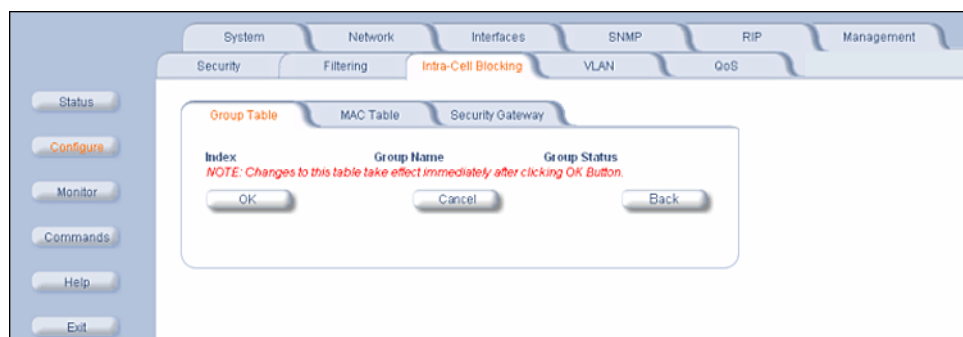 System Network Interfaces SNMP RIP Management
Security Filtering Intra-Cell Blocking VLAN QoS
Status
Configure
Monitor
Commands
Help
Exit
Group Table MAC Table Security Gateway
Index Group Name Group Status
NOTE: Changes to this table take effect immediately after clicking OK Button.
OK Cancel Back